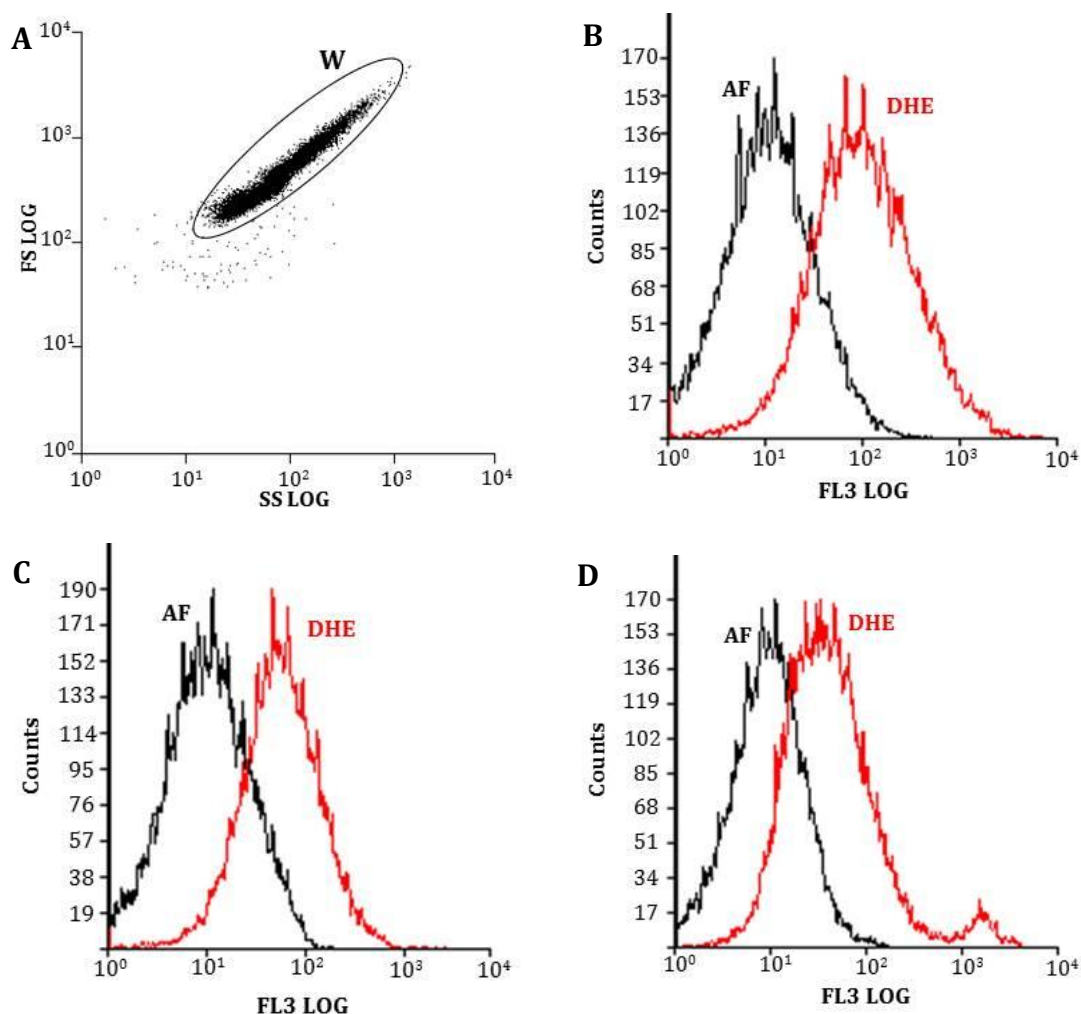 A
W
10⁴
10³
10²
10¹
10⁰
FS LOG
10⁰ 10¹ 10² 10³ 10⁴
SS LOG
B
AF
DHE
170
153
136
119
102
85
68
51
34
17
Counts
10⁰ 10¹ 10² 10³ 10⁴
FL3 LOG
C
AF
DHE
190
171
152
133
114
95
76
57
38
19
Counts
10⁰ 10¹ 10² 10³ 10⁴
FL3 LOG
D
AF
DHE
170
153
136
119
102
85
68
51
34
17
Counts
10⁰ 10¹ 10² 10³ 10⁴
FL3 LOG